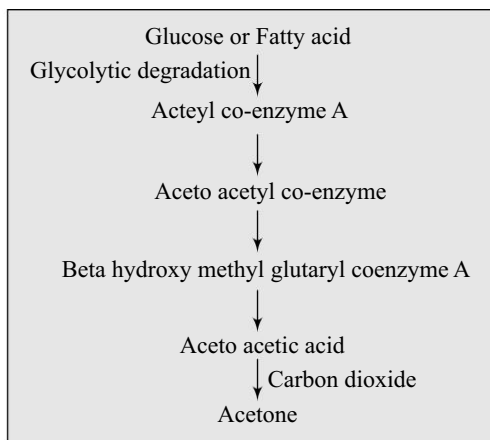 Glucose or Fatty acid
Glycolytic degradation
Acteyl co-enzyme A
Aceto acetyl co-enzyme
Beta hydroxy methyl glutaryl coenzyme A
Aceto acetic acid
Carbon dioxide
Acetone